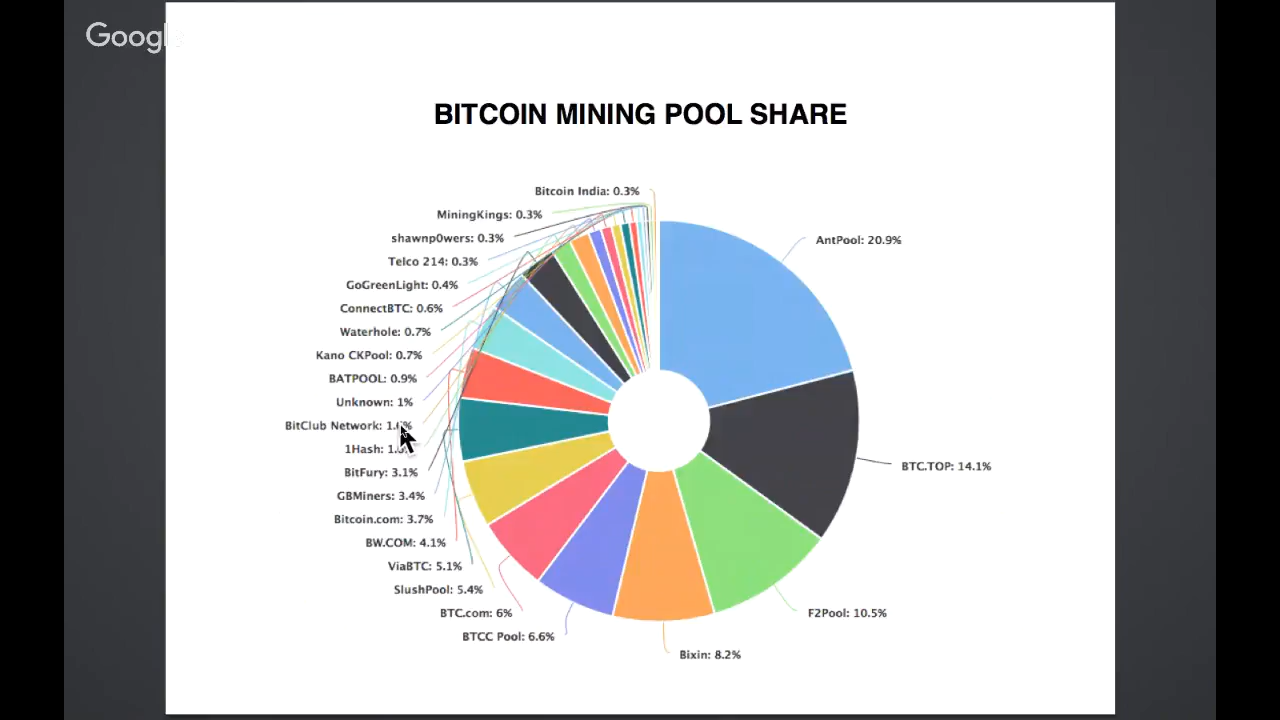 Google
BITCOIN MINING POOL SHARE
Bitcoin India: 0.3%
MiningKings: 0.3%
shawnp0wers: 0.3%
Telco 214: 0.3%
GoGreenLight: 0.4%
ConnectBTC: 0.6%
Waterhole: 0.7%
Kano CKPool: 0.7%
BATPOOL: 0.9%
Unknown: 1%
BitClub Network:
1Hash:
BitFury: 3.1%
GBMiners: 3.4%
Bitcoin.com: 3.7%
BW.COM: 4.1%
ViaBTC: 5.1%
SlushPool: 5.4%
BTC.com: 6%
BTCC Pool: 6.6%
AntPool: 20.9%
BTC.TOP: 14.1%
F2Pool: 10.5%
Bixin: 8.2%